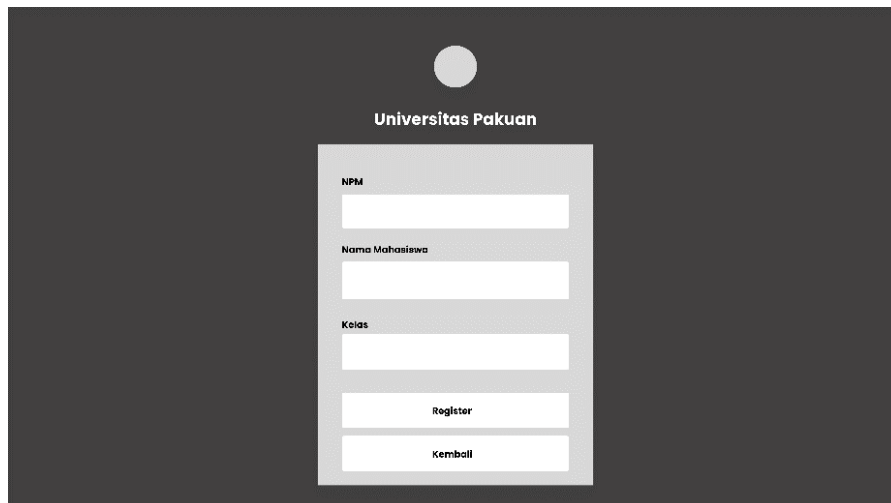 Universitas Pakuan
NPM
Nama Mahasiswa
Kelas
Register
Kembali